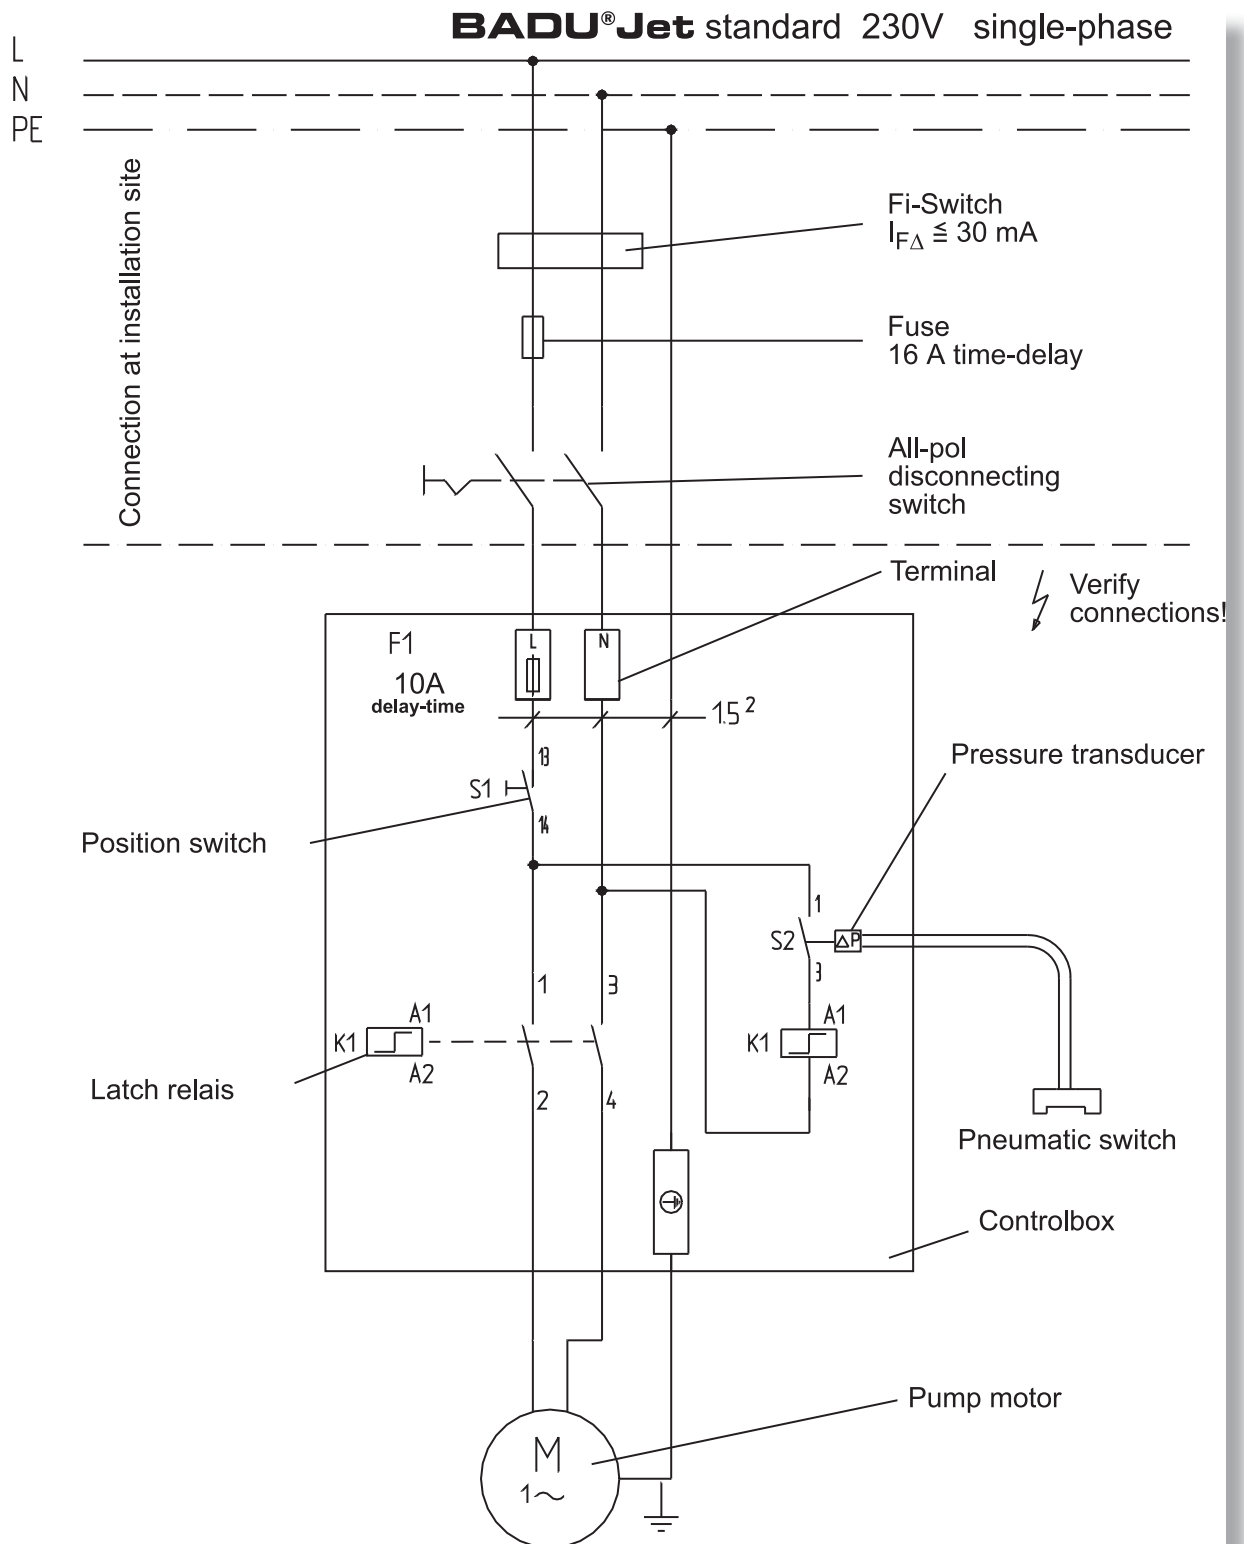 BADU®Jet standard 230V single-phase
L
N
PE
Connection at installation site
Fi-Switch
IFΔ ≦ 30 mA
Fuse
16 A time-delay
All-pol
disconnecting
switch
Terminal
Verify
connections!
F1
10A
delay-time
L
N
1.5²
13
S1
14
Position switch
Pressure transducer
1
S2
ΔP
3
1
3
K1
A1
A2
2
4
K1
A1
A2
Latch relais
Pneumatic switch
Controlbox
Pump motor
M
1~